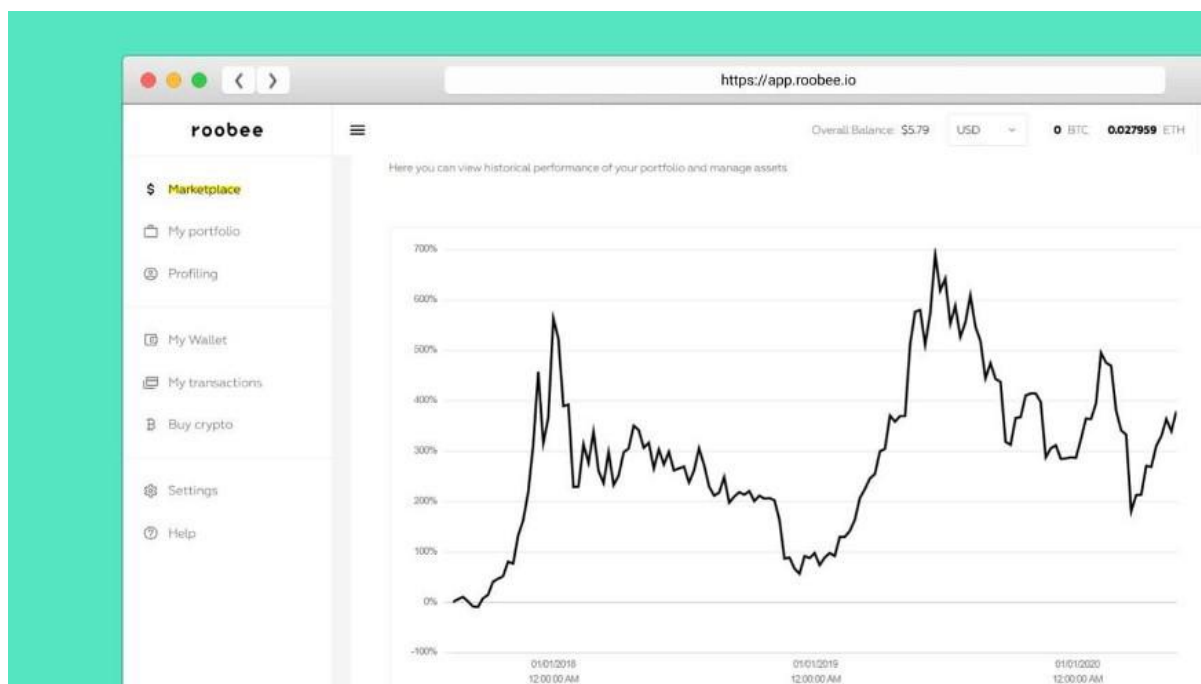 https://app.roobee.io
roobee
Overall Balance: $5.79 USD 0 BTC 0.027959 ETH
Here you can view historical performance of your portfolio and manage assets
$ Marketplace
My portfolio
Profiling
My Wallet
My transactions
Buy crypto
Settings
Help
700%
600%
500%
400%
300%
200%
100%
0%
-100%
01/01/2018 01/01/2019 01/01/2020
12:00:00 AM 12:00:00 AM 12:00:00 AM